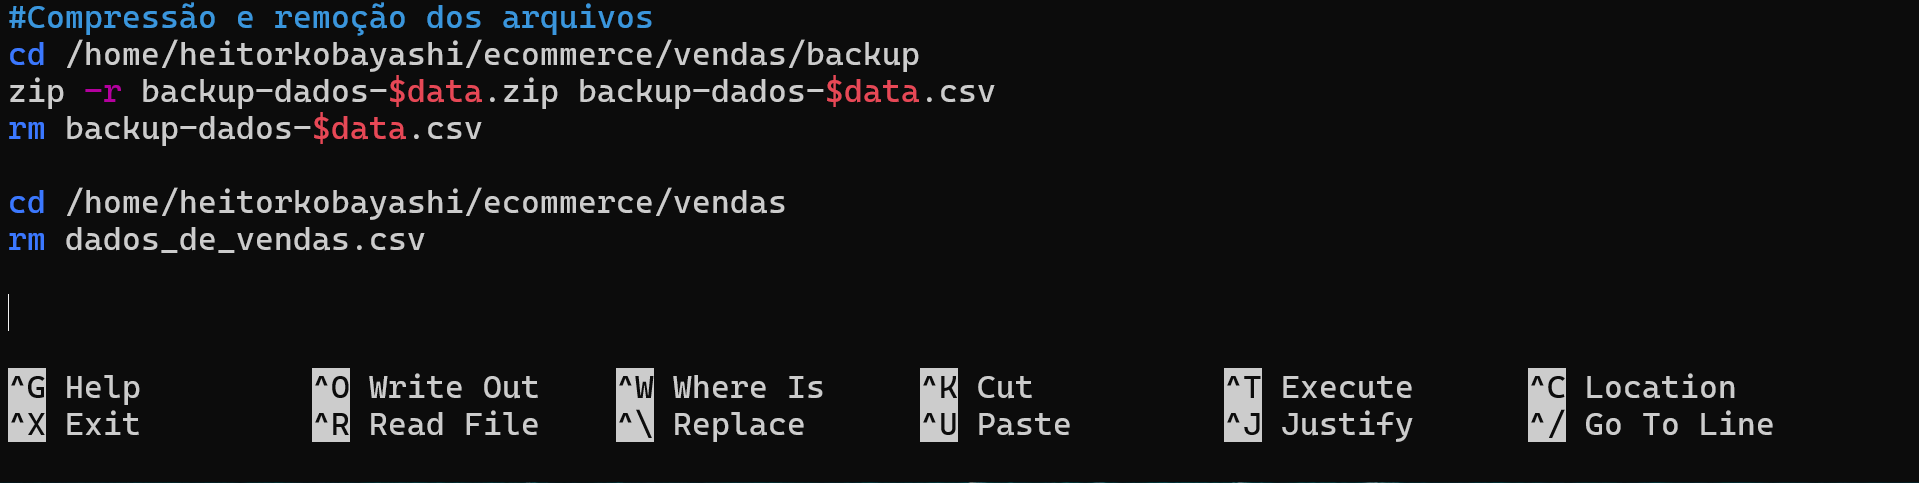 #Compressão e remoção dos arquivos
cd /home/heitorkobayashi/ecommerce/vendas/backup
zip -r backup-dados-$data.zip backup-dados-$data.csv
rm backup-dados-$data.csv
cd /home/heitorkobayashi/ecommerce/vendas
rm dados_de_vendas.csv
^G Help ^O Write Out ^W Where Is ^K Cut ^T Execute ^C Location
^X Exit ^R Read File ^\ Replace ^U Paste ^J Justify ^/ Go To Line